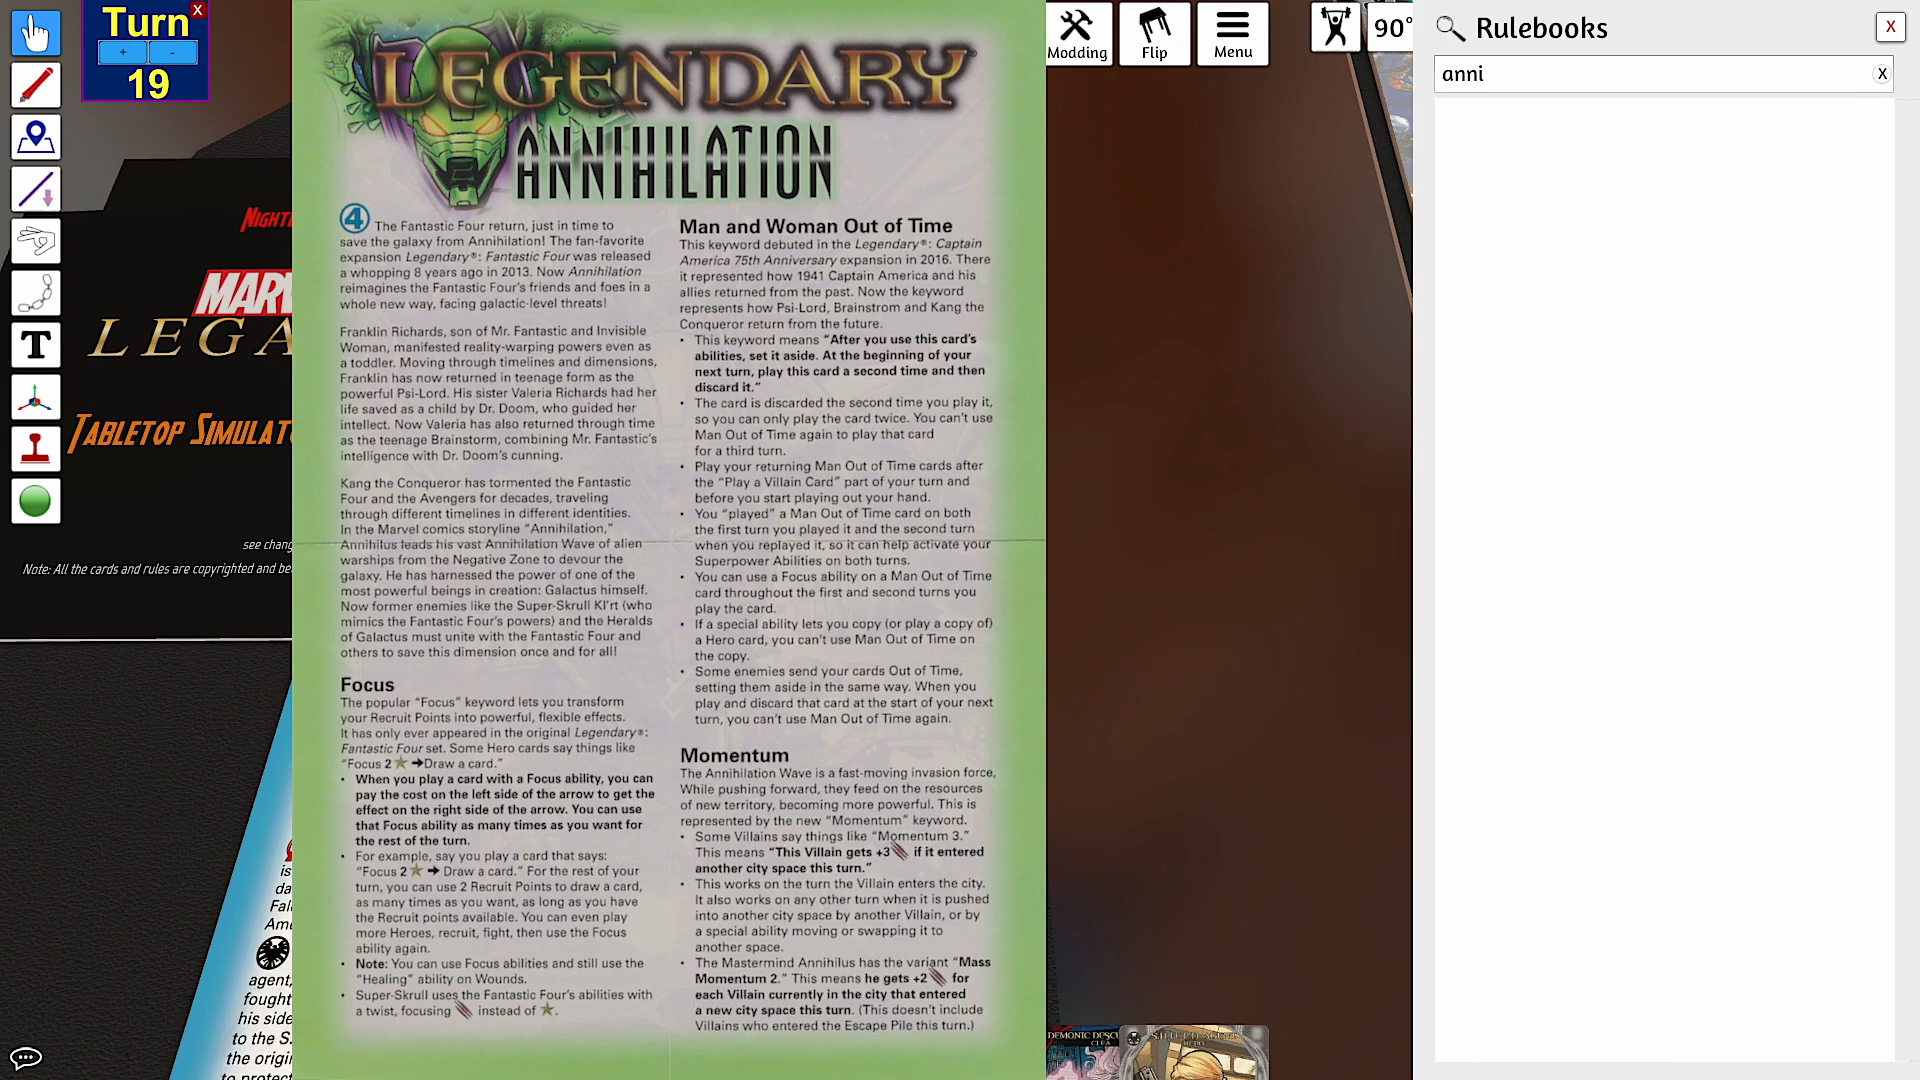 Turn
X
+
-
19
NIGHT
MAR
LEGA
TABLETOP SIMULAT
see chang
Note: All the cards and rules are copyrighted and be
is
da
Fal
Ame
agent,
fought
his side
to the S.
the origin
to protect
LEGENDARY
ANNIHILATION
4 The Fantastic Four return, just in time to
save the galaxy from Annihilation! The fan-favorite
expansion Legendary®: Fantastic Four was released
a whopping 8 years ago in 2013. Now Annihilation
reimagines the Fantastic Four's friends and foes in a
whole new way, facing galactic-level threats!
Franklin Richards, son of Mr. Fantastic and Invisible
Woman, manifested reality-warping powers even as
a toddler. Moving through timelines and dimensions,
Franklin has now returned in teenage form as the
powerful Psi-Lord. His sister Valeria Richards had her
life saved as a child by Dr. Doom, who guided her
intellect. Now Valeria has also returned through time
as the teenage Brainstorm, combining Mr. Fantastic's
intelligence with Dr. Doom's cunning.
Kang the Conqueror has tormented the Fantastic
Four and the Avengers for decades, traveling
through different timelines in different identities.
In the Marvel comics storyline "Annihilation,"
Annihilus leads his vast Annihilation Wave of alien
warships from the Negative Zone to devour the
galaxy. He has harnessed the power of one of the
most powerful beings in creation: Galactus himself.
Now former enemies like the Super-Skrull Kl'rt (who
mimics the Fantastic Four's powers) and the Heralds
of Galactus must unite with the Fantastic Four and
others to save this dimension once and for all!
Focus
The popular "Focus" keyword lets you transform
your Recruit Points into powerful, flexible effects.
It has only ever appeared in the original Legendary®:
Fantastic Four set. Some Hero cards say things like
"Focus 2★ ➔Draw a card."
• When you play a card with a Focus ability, you can
pay the cost on the left side of the arrow to get the
effect on the right side of the arrow. You can use
that Focus ability as many times as you want for
the rest of the turn.
• For example, say you play a card that says:
"Focus 2★ ➔ Draw a card." For the rest of your
turn, you can use 2 Recruit Points to draw a card,
as many times as you want, as long as you have
the Recruit points available. You can even play
more Heroes, recruit, fight, then use the Focus
ability again.
• Note: You can use Focus abilities and still use the
"Healing" ability on Wounds.
• Super-Skrull uses the Fantastic Four's abilities with
a twist, focusing instead of ★.
Man and Woman Out of Time
This keyword debuted in the Legendary®: Captain
America 75th Anniversary expansion in 2016. There
it represented how 1941 Captain America and his
allies returned from the past. Now the keyword
represents how Psi-Lord, Brainstrom and Kang the
Conqueror return from the future.
• This keyword means "After you use this card's
abilities, set it aside. At the beginning of your
next turn, play this card a second time and then
discard it."
• The card is discarded the second time you play it,
so you can only play the card twice. You can't use
Man Out of Time again to play that card
for a third turn.
• Play your returning Man Out of Time cards after
the "Play a Villain Card" part of your turn and
before you start playing out your hand.
• You "played" a Man Out of Time card on both
the first turn you played it and the second turn
when you replayed it, so it can help activate your
Superpower Abilities on both turns.
• You can use a Focus ability on a Man Out of Time
card throughout the first and second turns you
play the card.
• If a special ability lets you copy (or play a copy of)
a Hero card, you can't use Man Out of Time on
the copy.
• Some enemies send your cards Out of Time,
setting them aside in the same way. When you
play and discard that card at the start of your next
turn, you can't use Man Out of Time again.
Momentum
The Annihilation Wave is a fast-moving invasion force,
While pushing forward, they feed on the resources
of new territory, becoming more powerful. This is
represented by the new "Momentum" keyword.
• Some Villains say things like "Momentum 3."
This means "This Villain gets +3 if it entered
another city space this turn."
• This works on the turn the Villain enters the city.
It also works on any other turn when it is pushed
into another city space by another Villain, or by
a special ability moving or swapping it to
another space.
• The Mastermind Annihilus has the variant "Mass
Momentum 2." This means he gets +2 for
each Villain currently in the city that entered
a new city space this turn. (This doesn't include
Villains who entered the Escape Pile this turn.)
Modding
Flip
Menu
90°
Rulebooks
X
anni
X
T
DEMONIC DESC
CLEA
S.H.I.E.L.D. AGENT
HERO